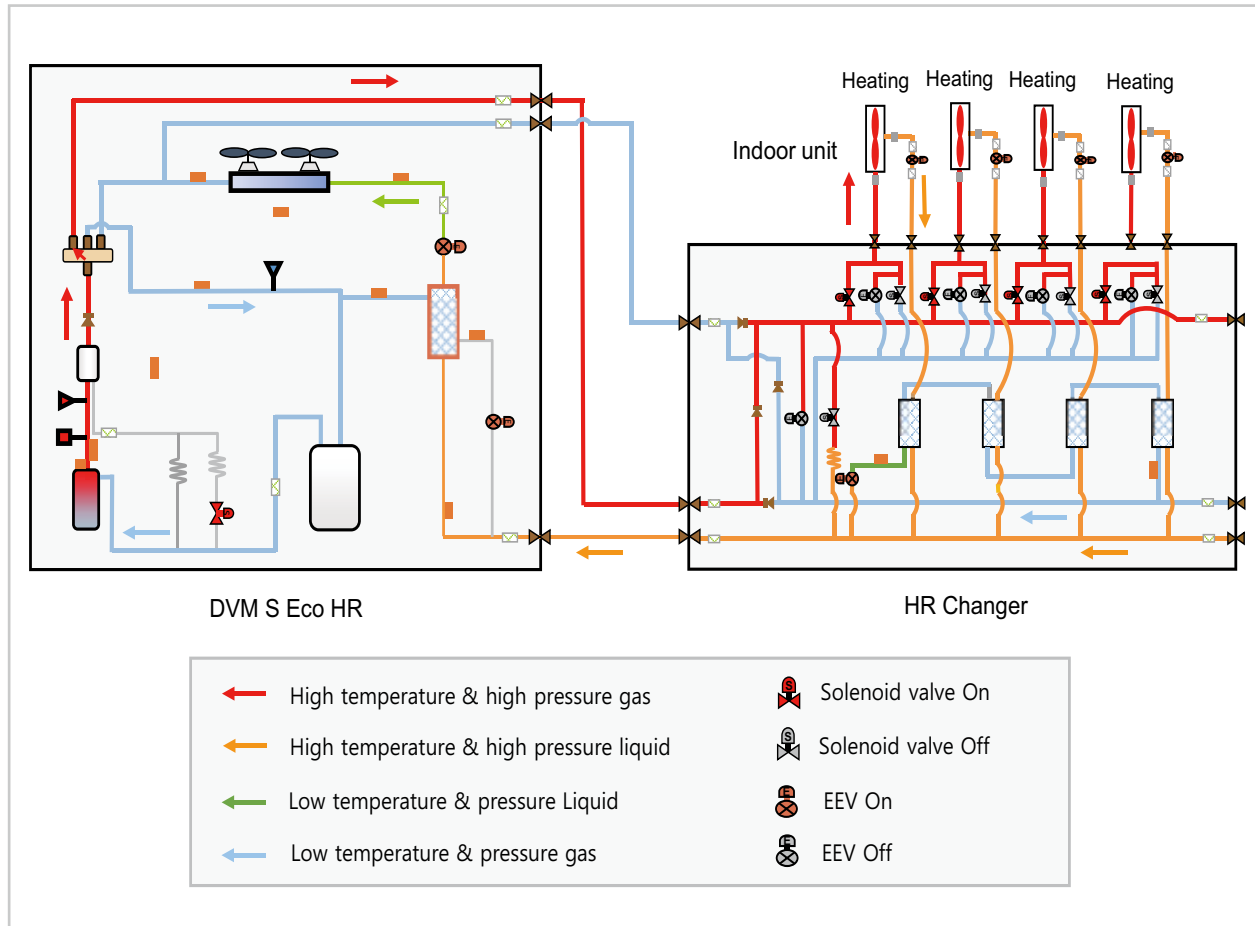 Heating
Heating
Heating
Heating
Indoor unit
DVM S Eco HR
HR Changer
High temperature & high pressure gas
High temperature & high pressure liquid
Low temperature & pressure Liquid
Low temperature & pressure gas
S
Solenoid valve On
S
Solenoid valve Off
E
EEV On
E
EEV Off